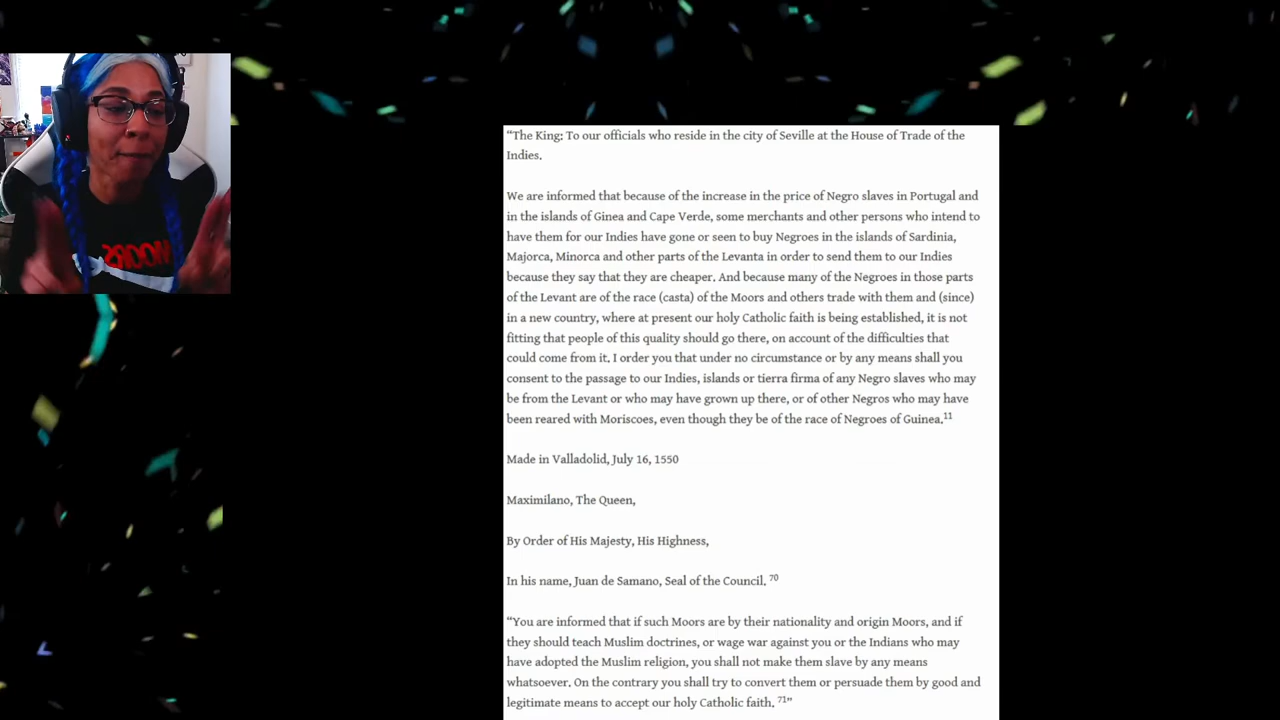 “The King: To our officials who reside in the city of Seville at the House of Trade of the
Indies.
We are informed that because of the increase in the price of Negro slaves in Portugal and
in the islands of Ginea and Cape Verde, some merchants and other persons who intend to
have them for our Indies have gone or seen to buy Negroes in the islands of Sardinia,
Majorca, Minorca and other parts of the Levanta in order to send them to our Indies
because they say that they are cheaper. And because many of the Negroes in those parts
of the Levant are of the race (casta) of the Moors and others trade with them and (since)
in a new country, where at present our holy Catholic faith is being established, it is not
fitting that people of this quality should go there, on account of the difficulties that
could come from it. I order you that under no circumstance or by any means shall you
consent to the passage to our Indies, islands or tierra firma of any Negro slaves who may
be from the Levant or who may have grown up there, or of other Negros who may have
been reared with Moriscoes, even though they be of the race of Negroes of Guinea.11
Made in Valladolid, July 16, 1550
Maximilano, The Queen,
By Order of His Majesty, His Highness,
In his name, Juan de Samano, Seal of the Council. 70
“You are informed that if such Moors are by their nationality and origin Moors, and if
they should teach Muslim doctrines, or wage war against you or the Indians who may
have adopted the Muslim religion, you shall not make them slave by any means
whatsoever. On the contrary you shall try to convert them or persuade them by good and
legitimate means to accept our holy Catholic faith. 71”
MOORS